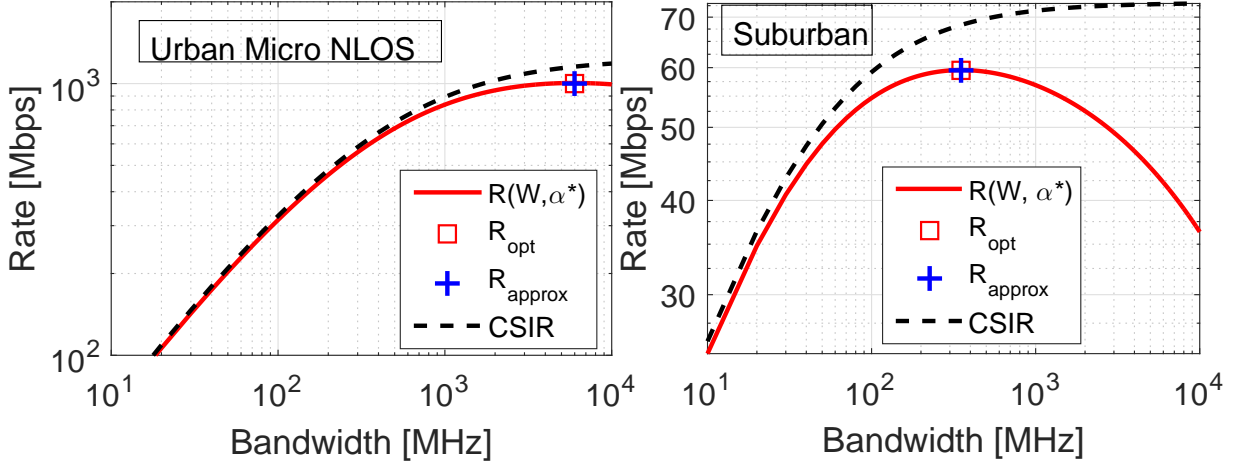 Urban Micro NLOS
Rate [Mbps]
10^3
10^2
R(W,α*)
R_opt
R_approx
CSIR
10^1 10^2 10^3 10^4
Bandwidth [MHz]
Suburban
Rate [Mbps]
70
60
50
40
30
R(W, α*)
R_opt
R_approx
CSIR
10^1 10^2 10^3 10^4
Bandwidth [MHz]